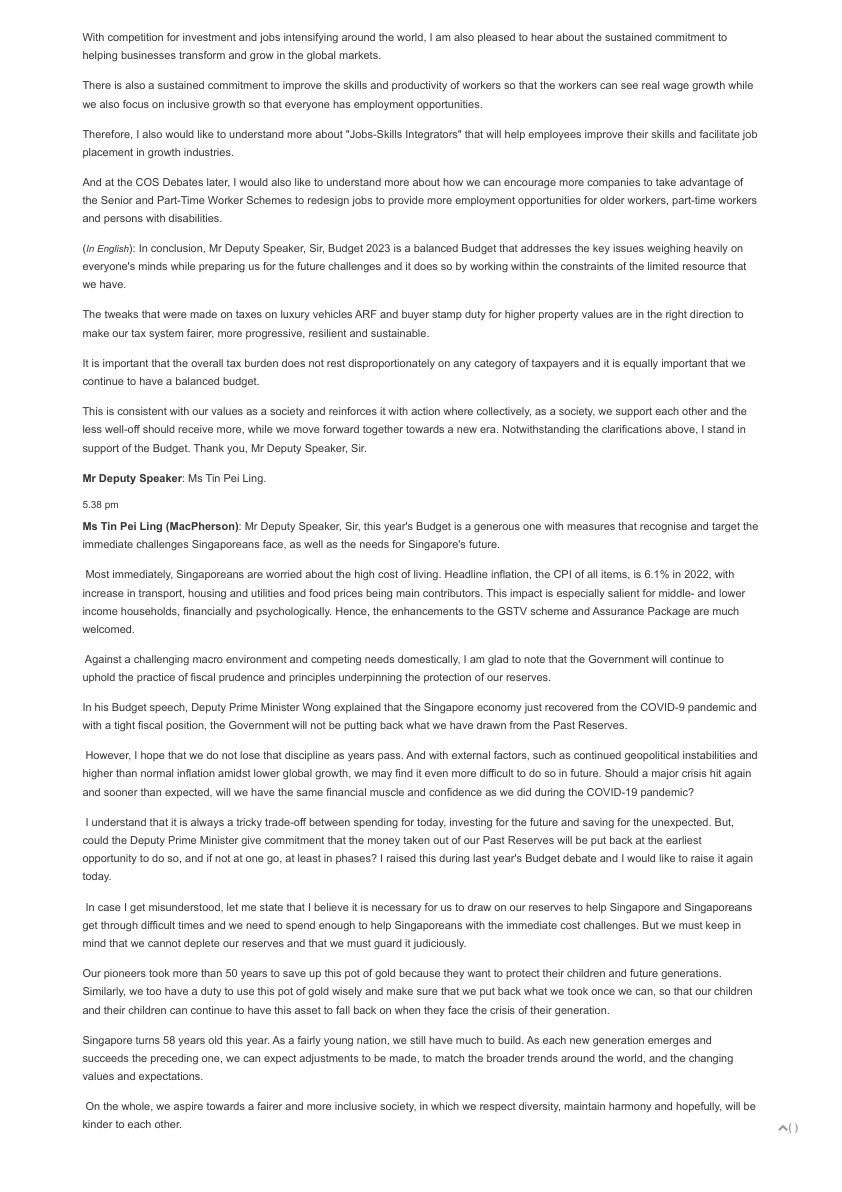 With competition for investment and jobs intensifying around the world, I am also pleased to hear about the sustained commitment to
helping businesses transform and grow in the global markets.
There is also a sustained commitment to improve the skills and productivity of workers so that the workers can see real wage growth while
we also focus on inclusive growth so that everyone has employment opportunities.
Therefore, I also would like to understand more about "Jobs-Skills Integrators" that will help employees improve their skills and facilitate job
placement in growth industries.
And at the COS Debates later, I would also like to understand more about how we can encourage more companies to take advantage of
the Senior and Part-Time Worker Schemes to redesign jobs to provide more employment opportunities for older workers, part-time workers
and persons with disabilities.
(In English): In conclusion, Mr Deputy Speaker, Sir, Budget 2023 is a balanced Budget that addresses the key issues weighing heavily on
everyone's minds while preparing us for the future challenges and it does so by working within the constraints of the limited resource that
we have.
The tweaks that were made on taxes on luxury vehicles ARF and buyer stamp duty for higher property values are in the right direction to
make our tax system fairer, more progressive, resilient and sustainable.
It is important that the overall tax burden does not rest disproportionately on any category of taxpayers and it is equally important that we
continue to have a balanced budget.
This is consistent with our values as a society and reinforces it with action where collectively, as a society, we support each other and the
less well-off should receive more, while we move forward together towards a new era. Notwithstanding the clarifications above, I stand in
support of the Budget. Thank you, Mr Deputy Speaker, Sir.
Mr Deputy Speaker: Ms Tin Pei Ling.
5.38 pm
Ms Tin Pei Ling (MacPherson): Mr Deputy Speaker, Sir, this year's Budget is a generous one with measures that recognise and target the
immediate challenges Singaporeans face, as well as the needs for Singapore's future.
Most immediately, Singaporeans are worried about the high cost of living. Headline inflation, the CPI of all items, is 6.1% in 2022, with
increase in transport, housing and utilities and food prices being main contributors. This impact is especially salient for middle- and lower
income households, financially and psychologically. Hence, the enhancements to the GSTV scheme and Assurance Package are much
welcomed.
Against a challenging macro environment and competing needs domestically, I am glad to note that the Government will continue to
uphold the practice of fiscal prudence and principles underpinning the protection of our reserves.
In his Budget speech, Deputy Prime Minister Wong explained that the Singapore economy just recovered from the COVID-9 pandemic and
with a tight fiscal position, the Government will not be putting back what we have drawn from the Past Reserves.
However, I hope that we do not lose that discipline as years pass. And with external factors, such as continued geopolitical instabilities and
higher than normal inflation amidst lower global growth, we may find it even more difficult to do so in future. Should a major crisis hit again
and sooner than expected, will we have the same financial muscle and confidence as we did during the COVID-19 pandemic?
I understand that it is always a tricky trade-off between spending for today, investing for the future and saving for the unexpected. But,
could the Deputy Prime Minister give commitment that the money taken out of our Past Reserves will be put back at the earliest
opportunity to do so, and if not at one go, at least in phases? I raised this during last year's Budget debate and I would like to raise it again
today.
In case I get misunderstood, let me state that I believe it is necessary for us to draw on our reserves to help Singapore and Singaporeans
get through difficult times and we need to spend enough to help Singaporeans with the immediate cost challenges. But we must keep in
mind that we cannot deplete our reserves and that we must guard it judiciously.
Our pioneers took more than 50 years to save up this pot of gold because they want to protect their children and future generations.
Similarly, we too have a duty to use this pot of gold wisely and make sure that we put back what we took once we can, so that our children
and their children can continue to have this asset to fall back on when they face the crisis of their generation.
Singapore turns 58 years old this year. As a fairly young nation, we still have much to build. As each new generation emerges and
succeeds the preceding one, we can expect adjustments to be made, to match the broader trends around the world, and the changing
values and expectations.
On the whole, we aspire towards a fairer and more inclusive society, in which we respect diversity, maintain harmony and hopefully, will be
kinder to each other.
( )